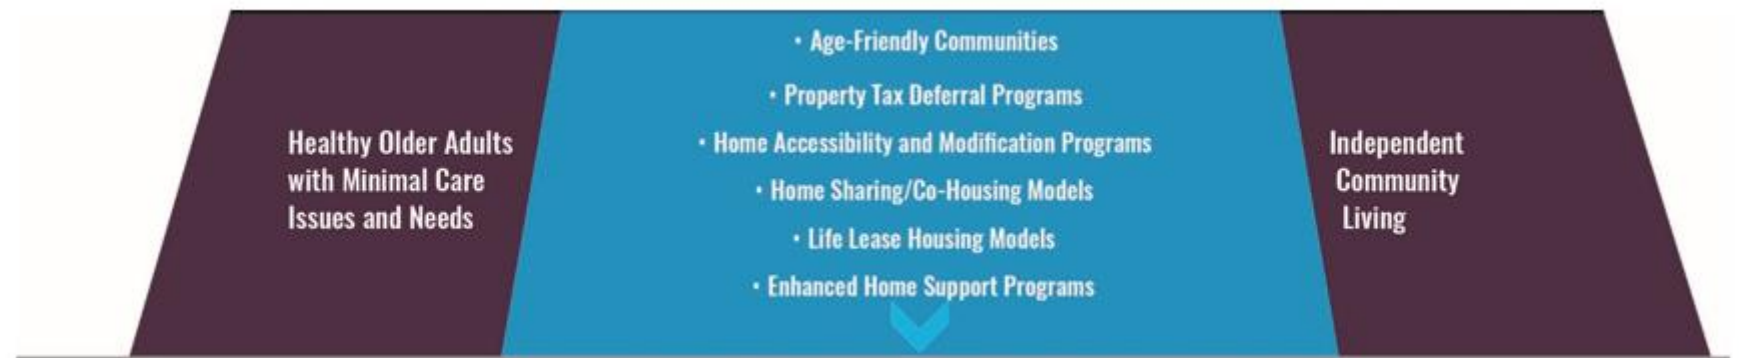 Healthy Older Adults
with Minimal Care
Issues and Needs
• Age-Friendly Communities
• Property Tax Deferral Programs
• Home Accessibility and Modification Programs
• Home Sharing/Co-Housing Models
• Life Lease Housing Models
• Enhanced Home Support Programs
Independent
Community
Living